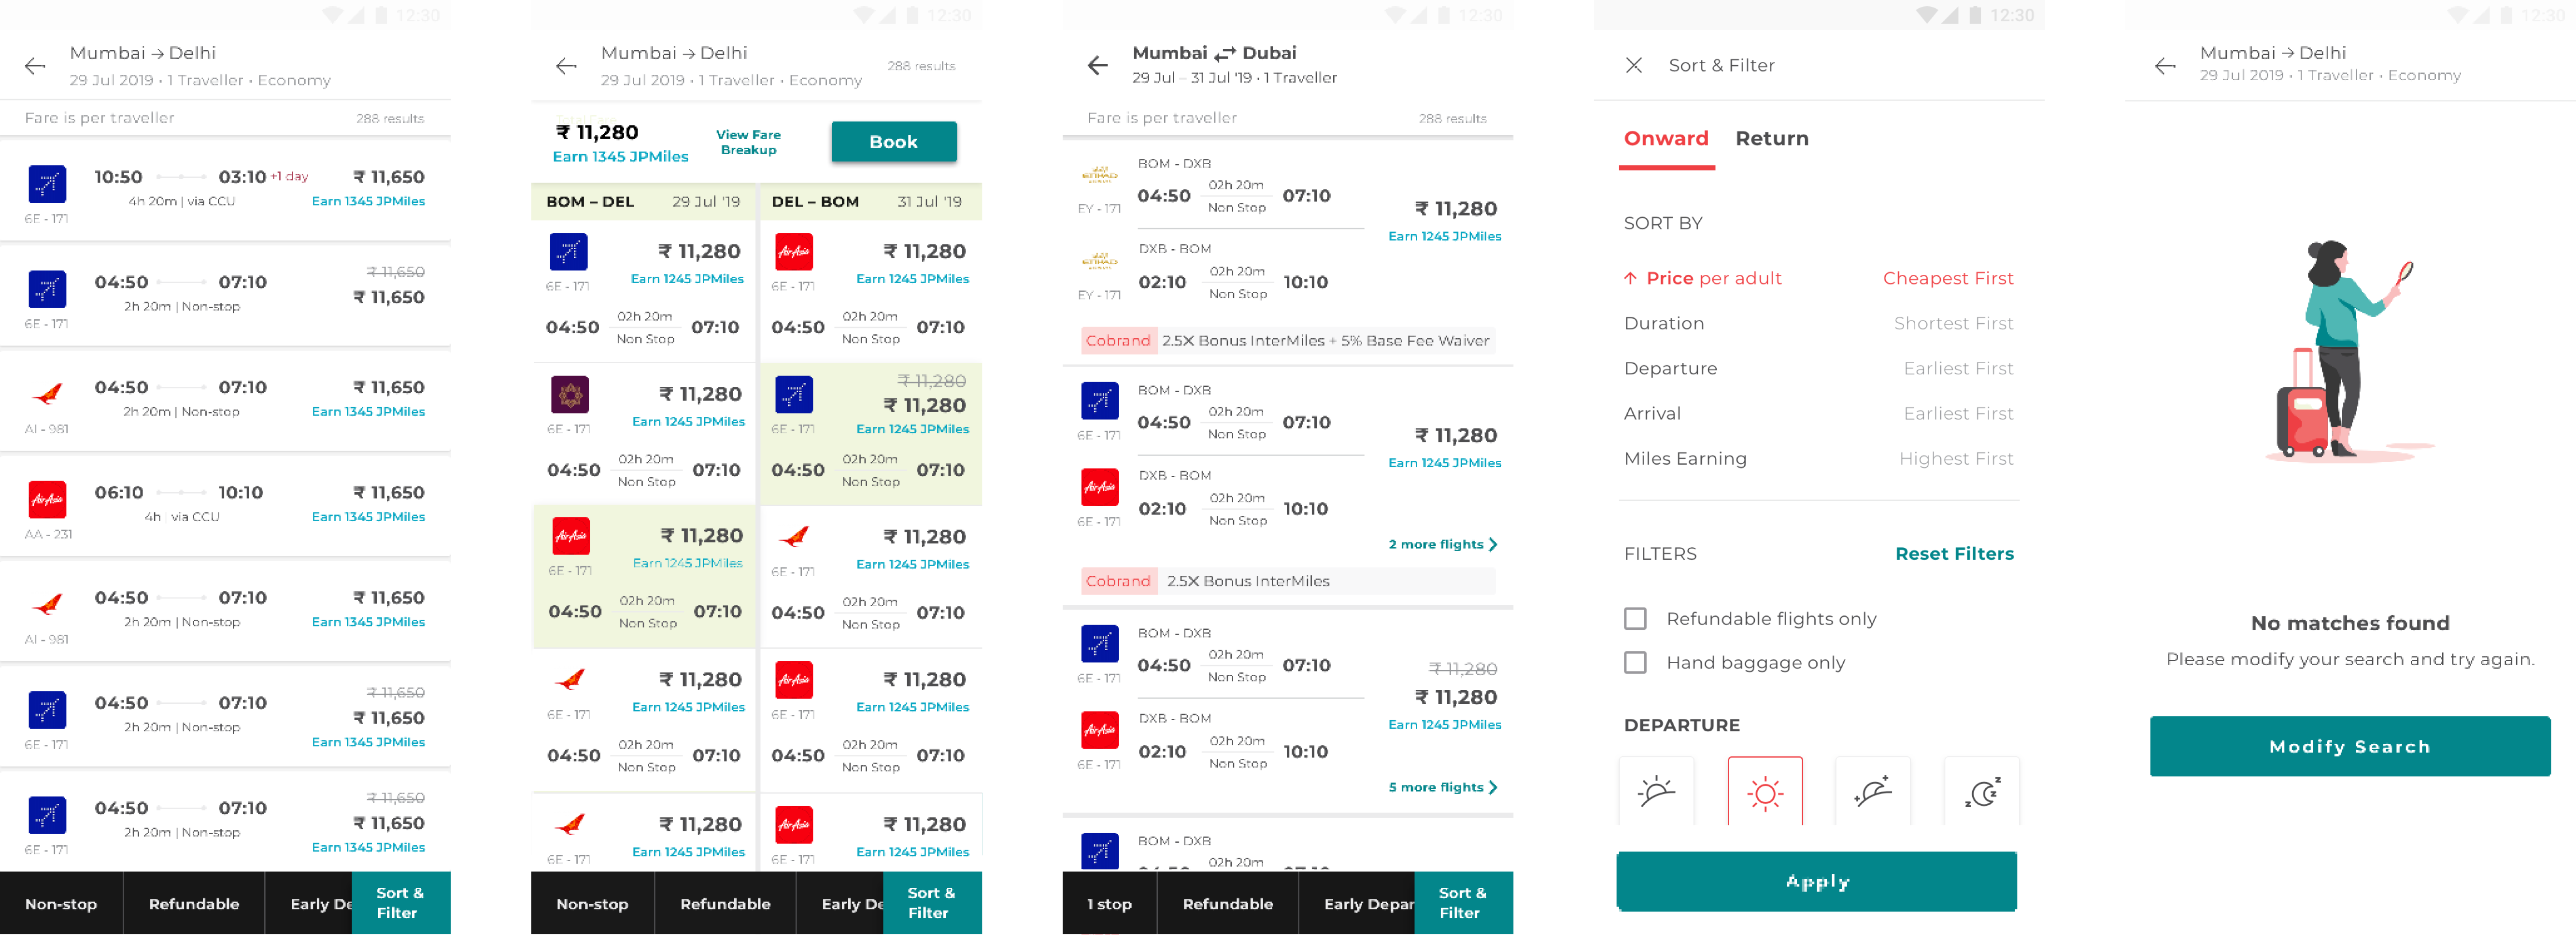 12:30
Mumbai → Delhi
29 Jul 2019 • 1 Traveller • Economy
Fare is per traveller 288 results
10:50 03:10 +1 day ₹ 11,650
4h 20m | via CCU Earn 1345 JPMiles
6E - 171
₹ 11,650
04:50 07:10 ₹ 11,650
2h 20m | Non-stop
6E - 171
04:50 07:10 ₹ 11,650
2h 20m | Non-stop Earn 1345 JPMiles
AI - 981
AirAsia 06:10 10:10 ₹ 11,650
4h via CCU Earn 1345 JPMiles
AA - 231
04:50 07:10 ₹ 11,650
2h 20m | Non-stop Earn 1345 JPMiles
AI - 981
₹ 11,650
04:50 07:10 ₹ 11,650
2h 20m | Non-stop Earn 1345 JPMiles
6E - 171
₹ 11,650
04:50 07:10 ₹ 11,650
2h 20m | Non-stop Earn 1345 JPMiles
6E - 171
Non-stop Refundable Early De Sort & Filter
12:30
Mumbai → Delhi
29 Jul 2019 • 1 Traveller • Economy 288 results
₹ 11,280 View Fare Breakup Book
Earn 1345 JPMiles
BOM – DEL 29 Jul '19 DEL – BOM 31 Jul '19
₹ 11,280 AirAsia ₹ 11,280
6E - 171 Earn 1245 JPMiles 6E - 171 Earn 1245 JPMiles
04:50 02h 20m Non Stop 07:10 04:50 02h 20m Non Stop 07:10
₹ 11,280
₹ 11,280 ₹ 11,280
6E - 171 Earn 1245 JPMiles 6E - 171 Earn 1245 JPMiles
04:50 02h 20m Non Stop 07:10 04:50 02h 20m Non Stop 07:10
AirAsia ₹ 11,280 ₹ 11,280
6E - 171 Earn 1245 JPMiles 6E - 171 Earn 1245 JPMiles
04:50 02h 20m Non Stop 07:10 04:50 02h 20m Non Stop 07:10
₹ 11,280 AirAsia ₹ 11,280
6E - 171 Earn 1245 JPMiles 6E - 171 Earn 1245 JPMiles
04:50 02h 20m Non Stop 07:10 04:50 02h 20m Non Stop 07:10
₹ 11,280 AirAsia ₹ 11,280
6E - 171 Earn 1245 JPMiles 6E - 171 Earn 1245 JPMiles
Non-stop Refundable Early De Sort & Filter
12:30
Mumbai ⇄ Dubai
29 Jul – 31 Jul '19 • 1 Traveller
Fare is per traveller 288 results
BOM - DXB
ETIHAD 04:50 02h 20m Non Stop 07:10
EY - 171 ₹ 11,280
Earn 1245 JPMiles
DXB - BOM
ETIHAD 02:10 02h 20m Non Stop 10:10
EY - 171
Cobrand 2.5X Bonus InterMiles + 5% Base Fee Waiver
BOM - DXB
04:50 02h 20m Non Stop 07:10
6E - 171 ₹ 11,280
Earn 1245 JPMiles
DXB - BOM
AirAsia 02:10 02h 20m Non Stop 10:10
6E - 171
2 more flights
Cobrand 2.5X Bonus InterMiles
BOM - DXB
04:50 02h 20m Non Stop 07:10 ₹ 11,280
6E - 171 ₹ 11,280
Earn 1245 JPMiles
DXB - BOM
AirAsia 02:10 02h 20m Non Stop 10:10
6E - 171
5 more flights
BOM - DXB
02h 20m
1 stop Refundable Early Depar Sort & Filter
12:30
Sort & Filter
Onward Return
SORT BY
↑ Price per adult Cheapest First
Duration Shortest First
Departure Earliest First
Arrival Earliest First
Miles Earning Highest First
FILTERS Reset Filters
Refundable flights only
Hand baggage only
DEPARTURE
z
z
Apply
12:30
Mumbai → Delhi
29 Jul 2019 • 1 Traveller • Economy
No matches found
Please modify your search and try again.
Modify Search